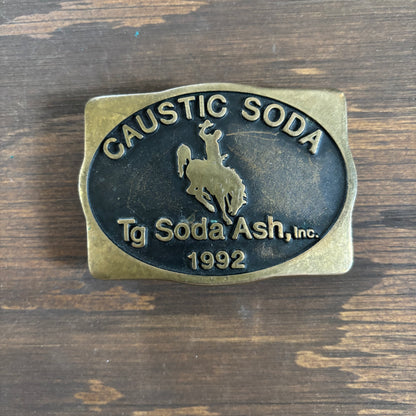 CAUSTIC SODA
Tg Soda Ash, Inc.
1992